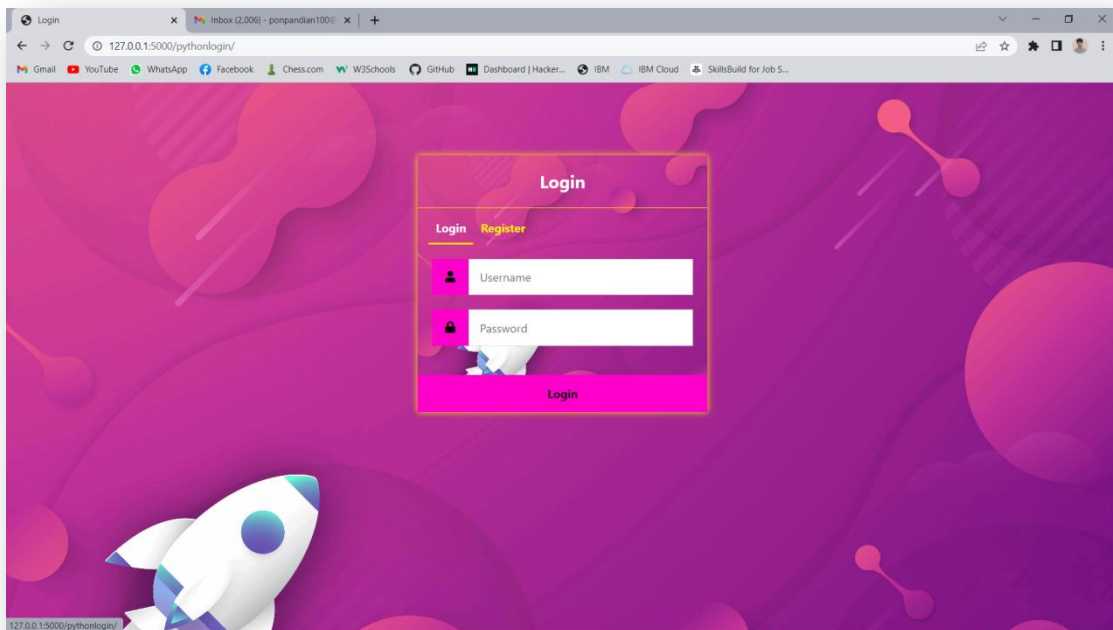 Login
Inbox (2,006) - ponpandian100@
127.0.0.1:5000/pythonlogin/
Gmail YouTube WhatsApp Facebook Chess.com W3Schools GitHub Dashboard | Hacker... IBM IBM Cloud SkillsBuild for Job S...
Login
Login Register
Username
Password
Login
127.0.0.1:5000/pythonlogin/